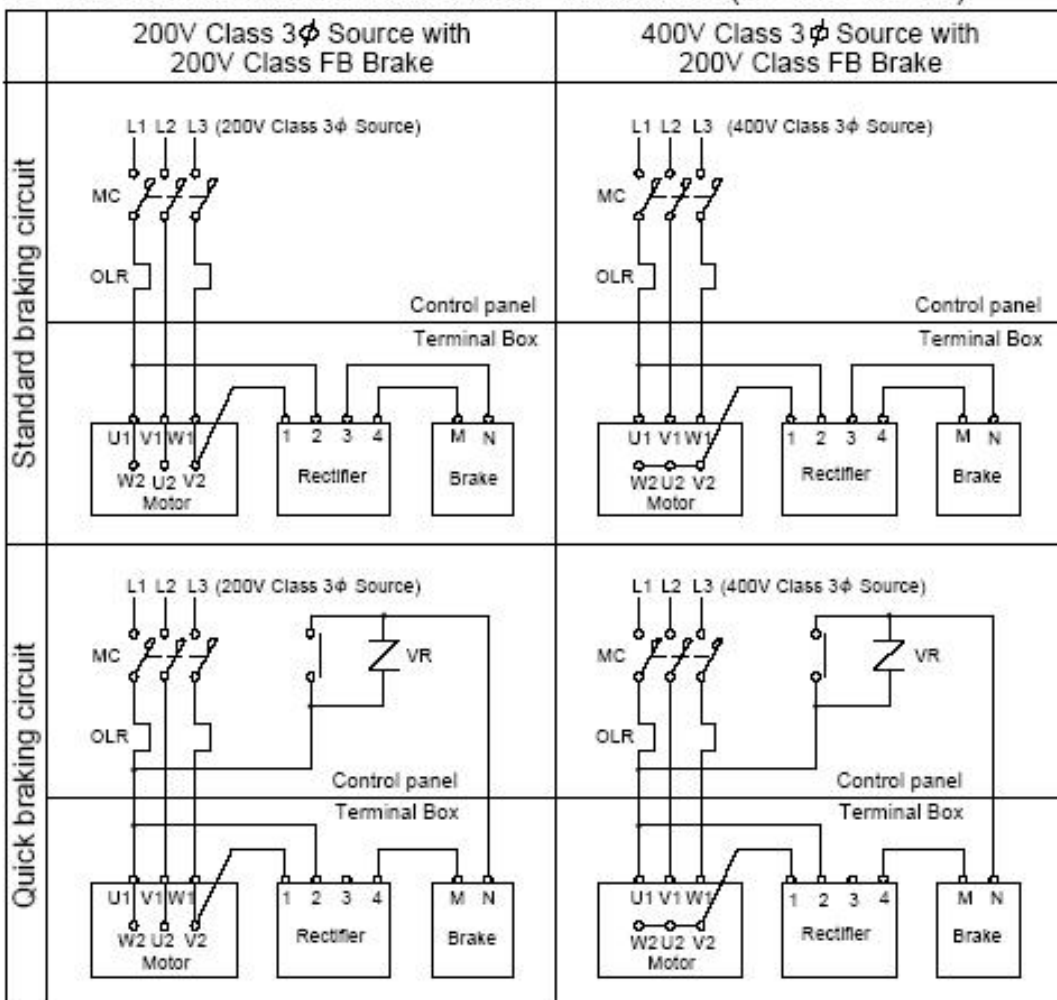 200V Class 3ϕ Source with
200V Class FB Brake
400V Class 3ϕ Source with
200V Class FB Brake
Standard braking circuit
L1 L2 L3 (200V Class 3ϕ Source)
MC
OLR
Control panel
Terminal Box
U1 V1 W1
W2 U2 V2
Motor
1 2 3 4
Rectifier
M N
Brake
L1 L2 L3 (400V Class 3ϕ Source)
MC
OLR
Control panel
Terminal Box
U1 V1 W1
W2 U2 V2
Motor
1 2 3 4
Rectifier
M N
Brake
Quick braking circuit
L1 L2 L3 (200V Class 3ϕ Source)
MC
VR
OLR
Control panel
Terminal Box
U1 V1 W1
W2 U2 V2
Motor
1 2 3 4
Rectifier
M N
Brake
L1 L2 L3 (400V Class 3ϕ Source)
MC
VR
OLR
Control panel
Terminal Box
U1 V1 W1
W2 U2 V2
Motor
1 2 3 4
Rectifier
M N
Brake